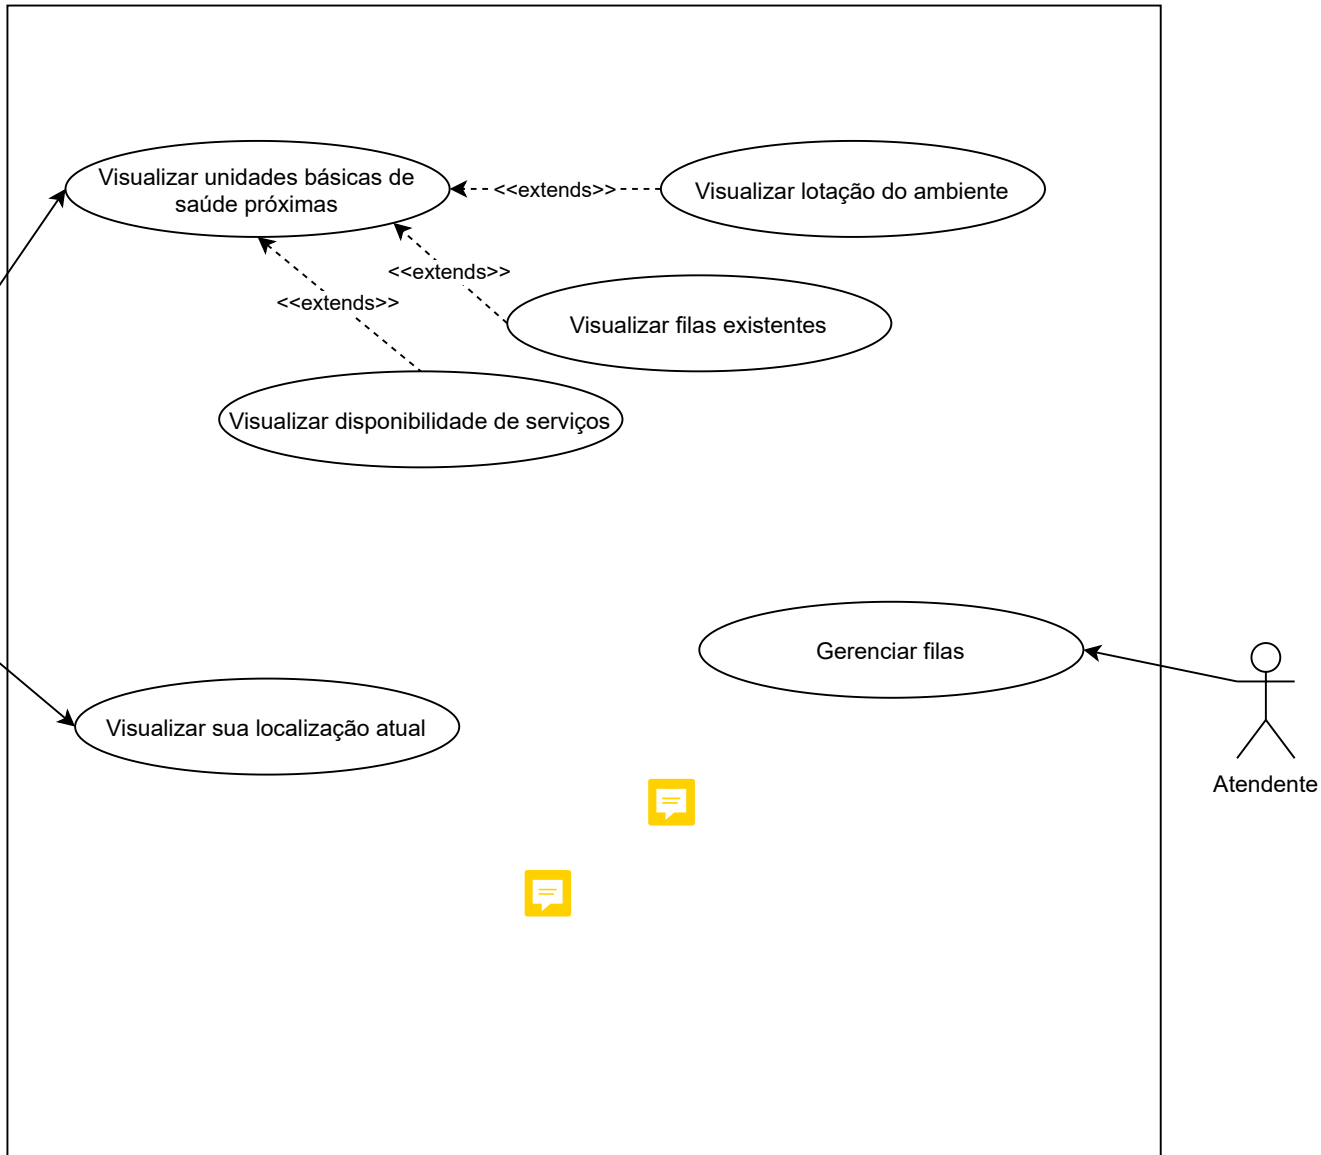 Visualizar unidades básicas de
saúde próximas
<<extends>>
Visualizar lotação do ambiente
<<extends>>
<<extends>>
Visualizar filas existentes
Visualizar disponibilidade de serviços
Gerenciar filas
Visualizar sua localização atual
Atendente